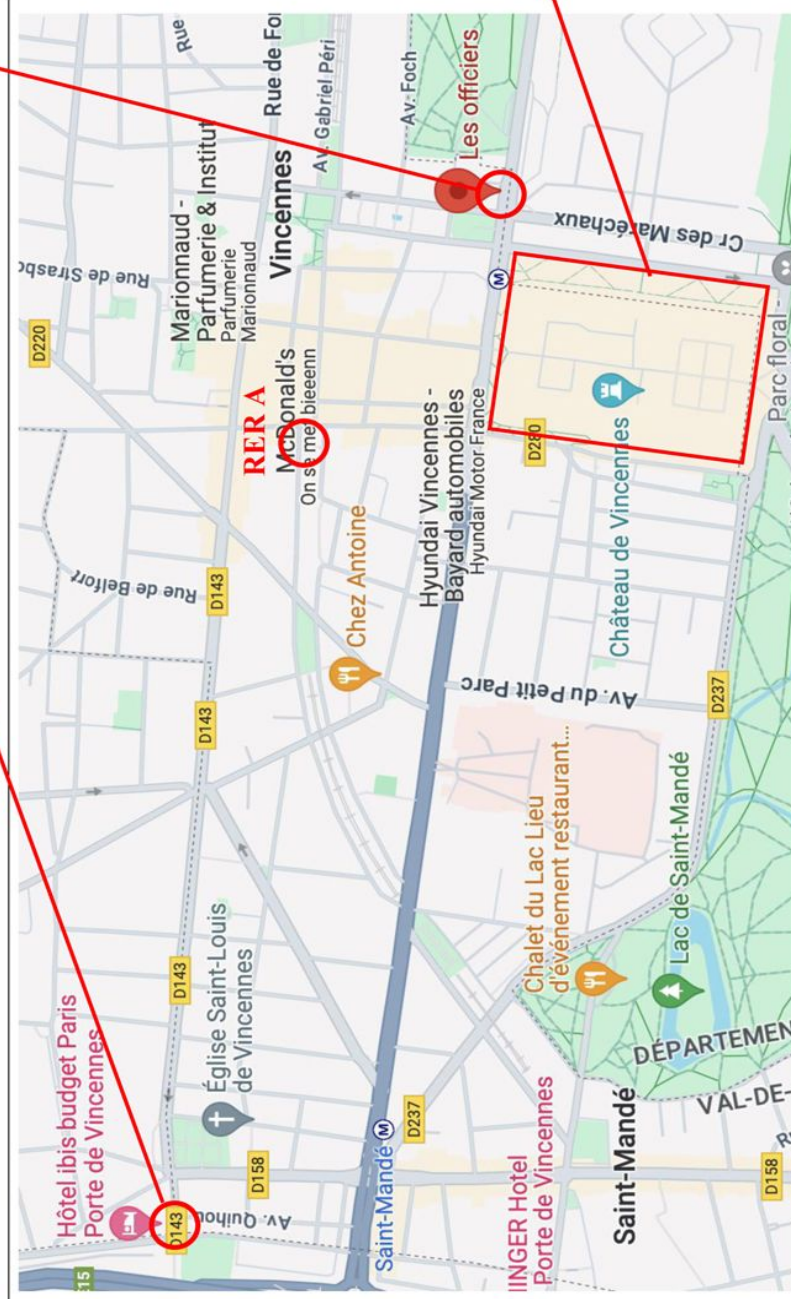 Rue
Rue de Fon
Hôtel ibis budget Paris
Porte de Vincennes
D143
15
D143
D143
D143
D220
Rue de Strasbo
Rue de Belfort
Marionnaud -
Parfumerie & Institut
Parfumerie
Marionnaud
Vincennes
Av. Gabriel Péri
RER A
McDonald's
On se met bieeenn
Église Saint-Louis
de Vincennes
D158
Av. Quihou
Chez Antoine
Av. Foch
Les officiers
Saint-Mandé
M
D237
Hyundai Vincennes -
Bayard automobiles
Hyundai Motor France
M
Cr des Maréchaux
D280
Av. du Petit Parc
INGER Hotel
Porte de Vincennes
Chalet du Lac Lieu
d'événement restaurant...
Château de Vincennes
Saint-Mandé
Lac de Saint-Mandé
D237
DÉPARTEMEN
VAL-DE-
D158
Parc floral -